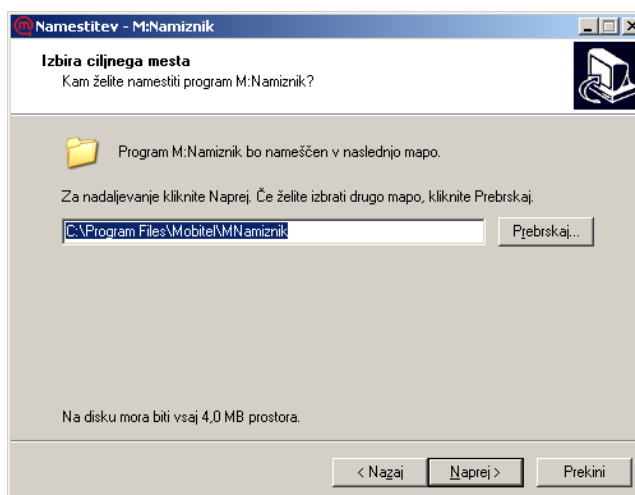 Namestitev - M:Namiznik
Izbira ciljnega mesta
Kam želite namestiti program M:Namiznik?
Program M:Namiznik bo nameščen v naslednjo mapo.
Za nadaljevanje kliknite Naprej. Če želite izbrati drugo mapo, kliknite Prebrskaj.
C:\Program Files\Mobitel\MNamiznik
Prebrskaj...
Na disku mora biti vsaj 4,0 MB prostora.
< Nazaj
Naprej >
Prekini